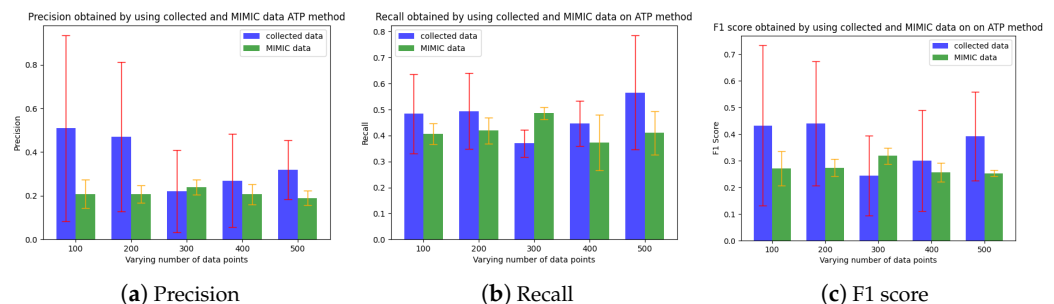 Precision obtained by using collected and MIMIC data ATP method
collected data
MIMIC data
Precision
0.8
0.6
0.4
0.2
0.0
100 200 300 400 500
Varying number of data points
(a) Precision
Recall obtained by using collected and MIMIC data on ATP method
collected data
MIMIC data
Recall
0.8
0.7
0.6
0.5
0.4
0.3
0.2
0.1
0.0
100 200 300 400 500
Varying number of data points
(b) Recall
F1 score obtained by using collected and MIMIC data on on ATP method
collected data
MIMIC data
F1 Score
0.8
0.7
0.6
0.5
0.4
0.3
0.2
0.1
0.0
100 200 300 400 500
Varying number of data points
(c) F1 score